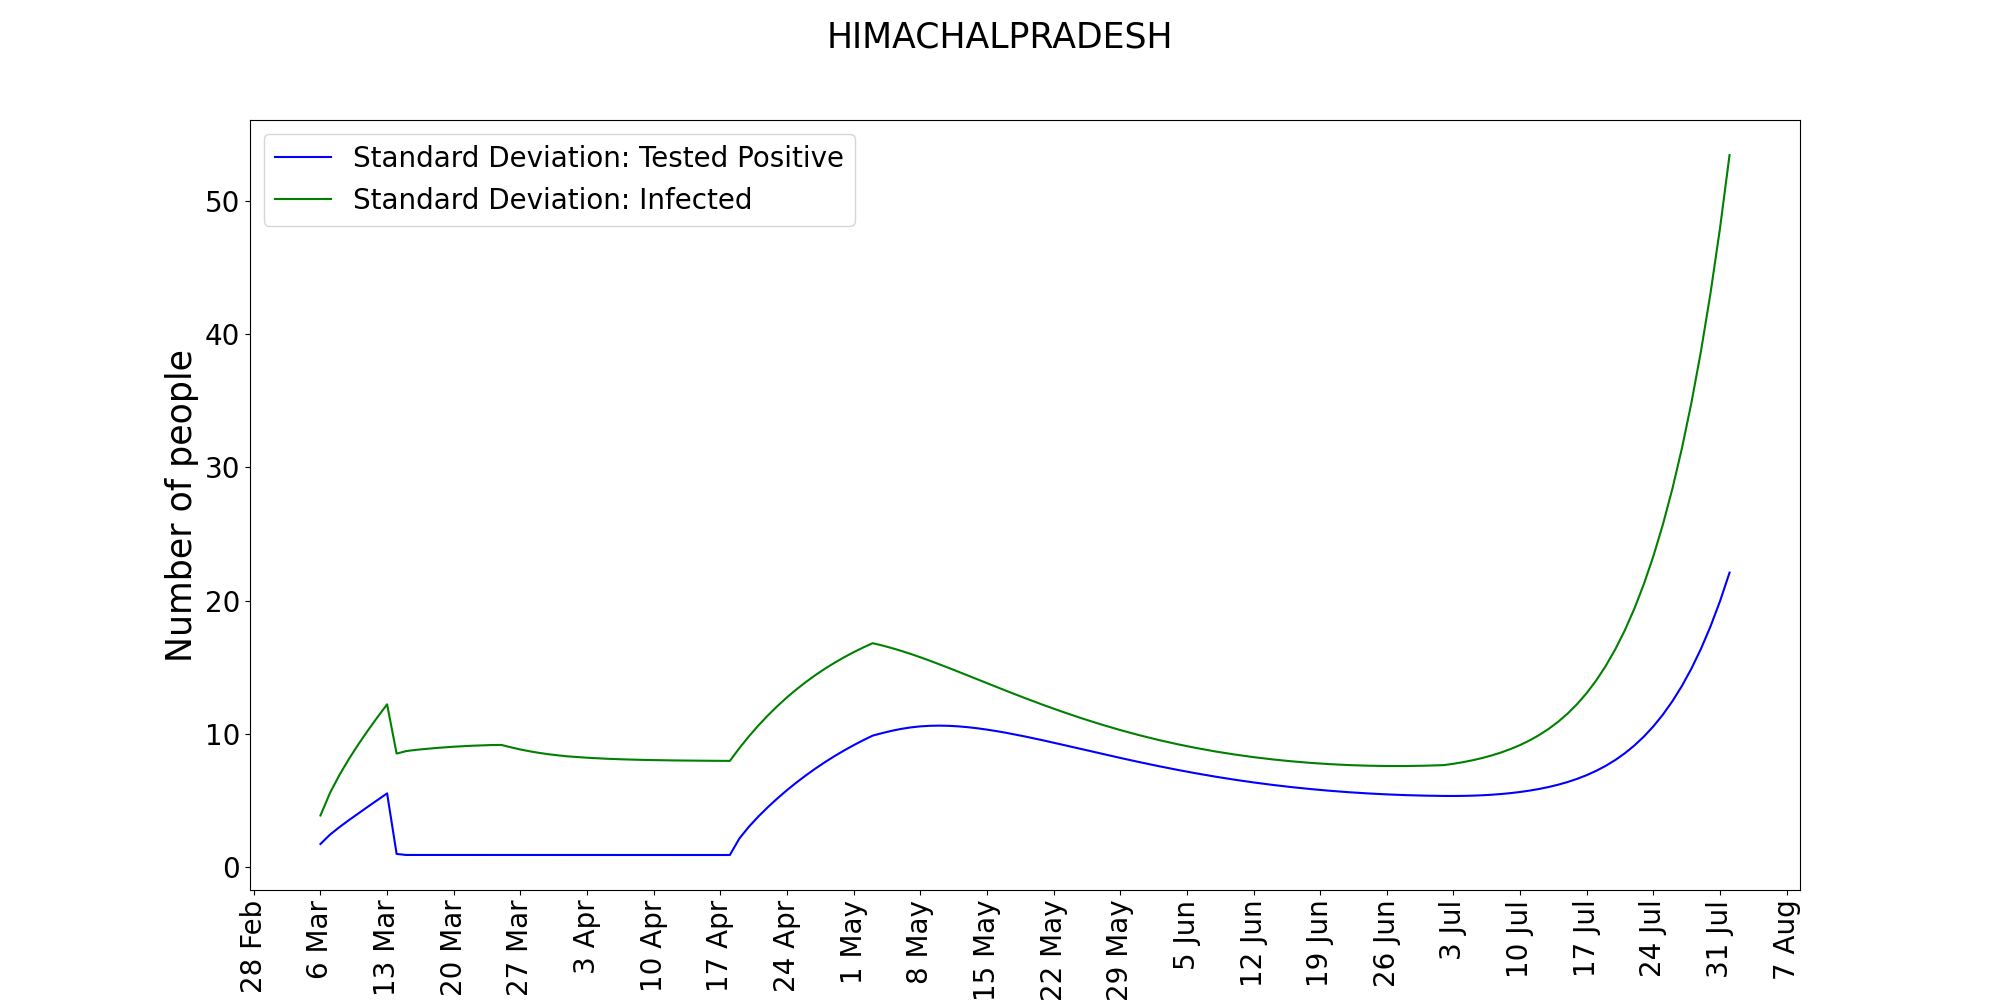 HIMACHALPRADESH
Standard Deviation: Tested Positive
Standard Deviation: Infected
Number of people
50
40
30
20
10
0
28 Feb
6 Mar
13 Mar
20 Mar
27 Mar
3 Apr
10 Apr
17 Apr
24 Apr
1 May
8 May
15 May
22 May
29 May
5 Jun
12 Jun
19 Jun
26 Jun
3 Jul
10 Jul
17 Jul
24 Jul
31 Jul
7 Aug